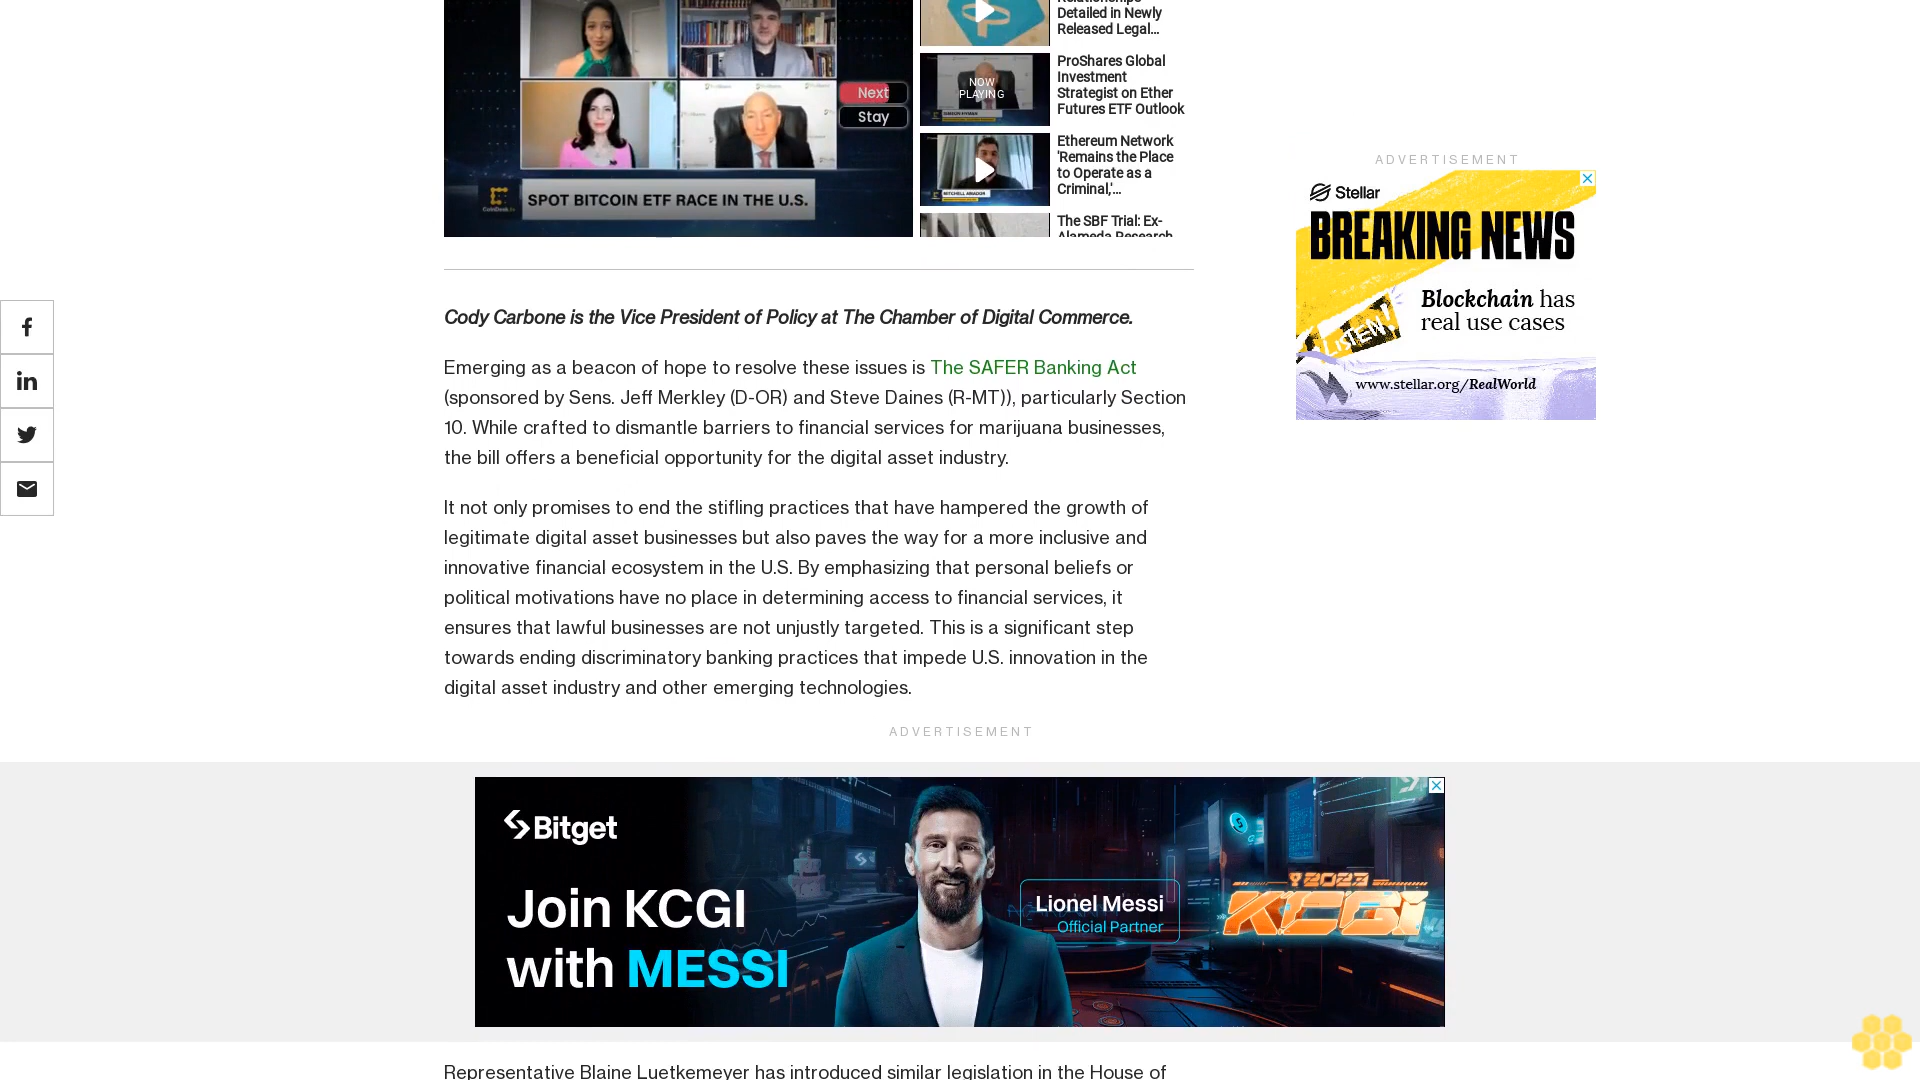 Next
Stay
SPOT BITCOIN ETF RACE IN THE U.S.
CoinDesk
Detailed in Newly
Released Legal...
NOW
PLAYING
ProShares Global
Investment
Strategist on Ether
Futures ETF Outlook
MITCHELL AMADOR
Ethereum Network
'Remains the Place
to Operate as a
Criminal,'...
The SBF Trial: Ex-
Alameda Research
ADVERTISEMENT
Stellar
BREAKING NEWS
LISTEN!
Blockchain has
real use cases
www.stellar.org/RealWorld
Cody Carbone is the Vice President of Policy at The Chamber of Digital Commerce.
Emerging as a beacon of hope to resolve these issues is The SAFER Banking Act
(sponsored by Sens. Jeff Merkley (D-OR) and Steve Daines (R-MT)), particularly Section
10. While crafted to dismantle barriers to financial services for marijuana businesses,
the bill offers a beneficial opportunity for the digital asset industry.
It not only promises to end the stifling practices that have hampered the growth of
legitimate digital asset businesses but also paves the way for a more inclusive and
innovative financial ecosystem in the U.S. By emphasizing that personal beliefs or
political motivations have no place in determining access to financial services, it
ensures that lawful businesses are not unjustly targeted. This is a significant step
towards ending discriminatory banking practices that impede U.S. innovation in the
digital asset industry and other emerging technologies.
ADVERTISEMENT
Bitget
Join KCGI
with MESSI
Lionel Messi
Official Partner
Y2023
KCGI
Representative Blaine Luetkemeyer has introduced similar legislation in the House of